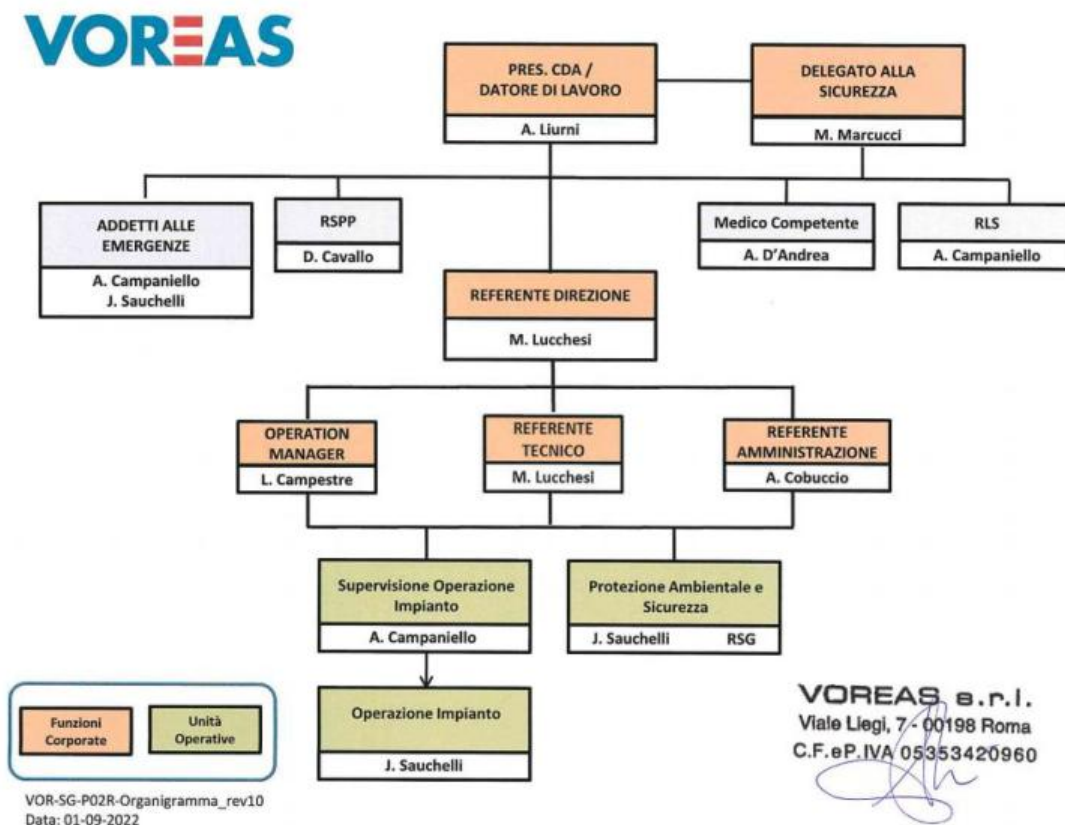 VOREAS
PRES. CDA /
DATORE DI LAVORO
A. Liurni
DELEGATO ALLA
SICUREZZA
M. Marcucci
ADDETTI ALLE
EMERGENZE
A. Campaniello
J. Sauchelli
RSPP
D. Cavallo
Medico Competente
A. D'Andrea
RLS
A. Campaniello
REFERENTE DIREZIONE
M. Lucchesi
OPERATION
MANAGER
L. Campestre
REFERENTE
TECNICO
M. Lucchesi
REFERENTE
AMMINISTRAZIONE
A. Cobuccio
Supervisione Operazione
Impianto
A. Campaniello
Protezione Ambientale e
Sicurezza
J. Sauchelli RSG
Operazione Impianto
J. Sauchelli
Funzioni
Corporate
Unità
Operative
VOREAS s.r.l.
Viale Liegi, 7 - 00198 Roma
C.F. e P. IVA 05353420960
VOR-SG-P02R-Organigramma_rev10
Data: 01-09-2022